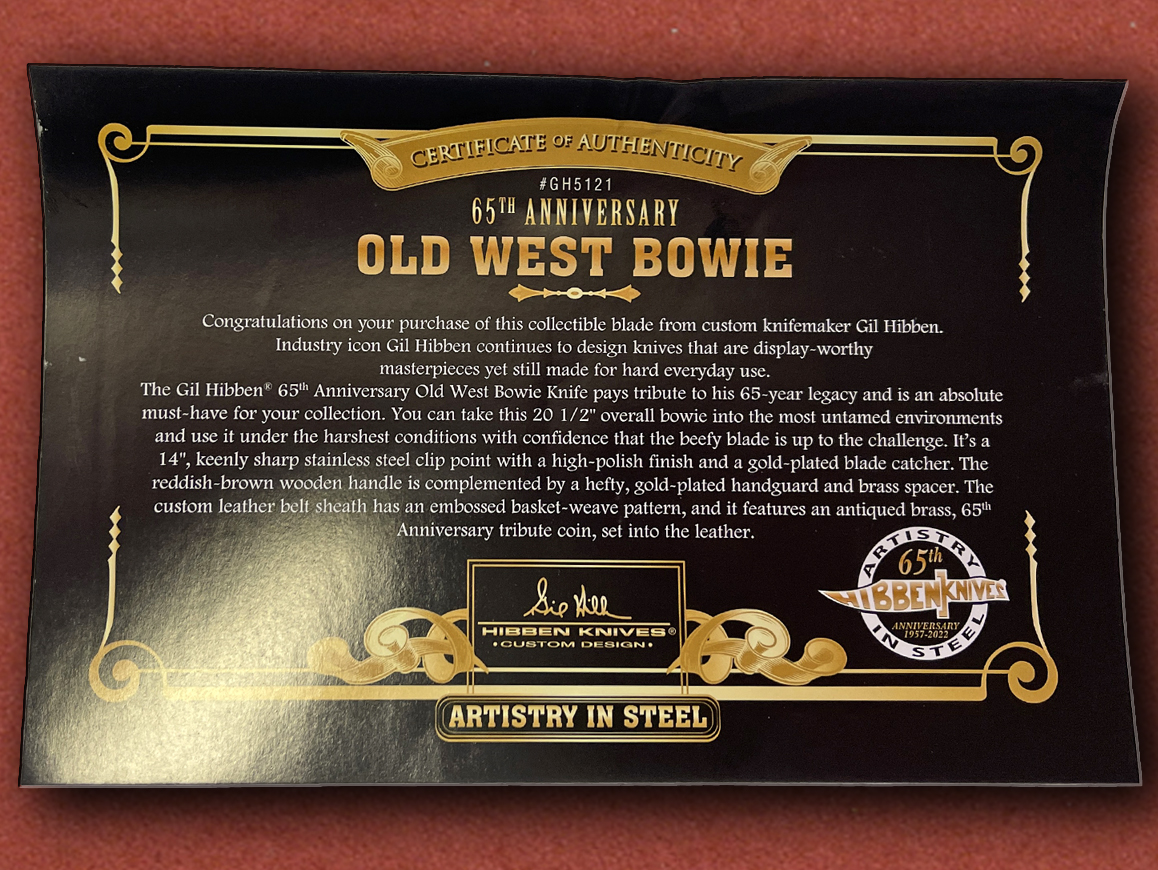 CERTIFICATE OF AUTHENTICITY
#GH5121
65TH ANNIVERSARY
OLD WEST BOWIE
Congratulations on your purchase of this collectible blade from custom knifemaker Gil Hibben.
Industry icon Gil Hibben continues to design knives that are display-worthy
masterpieces yet still made for hard everyday use.
The Gil Hibben® 65th Anniversary Old West Bowie Knife pays tribute to his 65-year legacy and is an absolute
must-have for your collection. You can take this 20 1/2" overall bowie into the most untamed environments
and use it under the harshest conditions with confidence that the beefy blade is up to the challenge. It's a
14", keenly sharp stainless steel clip point with a high-polish finish and a gold-plated blade catcher. The
reddish-brown wooden handle is complemented by a hefty, gold-plated handguard and brass spacer. The
custom leather belt sheath has an embossed basket-weave pattern, and it features an antiqued brass, 65th
Anniversary tribute coin, set into the leather.
Gil Hibben
HIBBEN KNIVES®
•CUSTOM DESIGN•
ARTISTRY IN STEEL
ARTISTRY
65th
HIBBEN KNIVES
ANNIVERSARY
1957-2022
IN STEEL